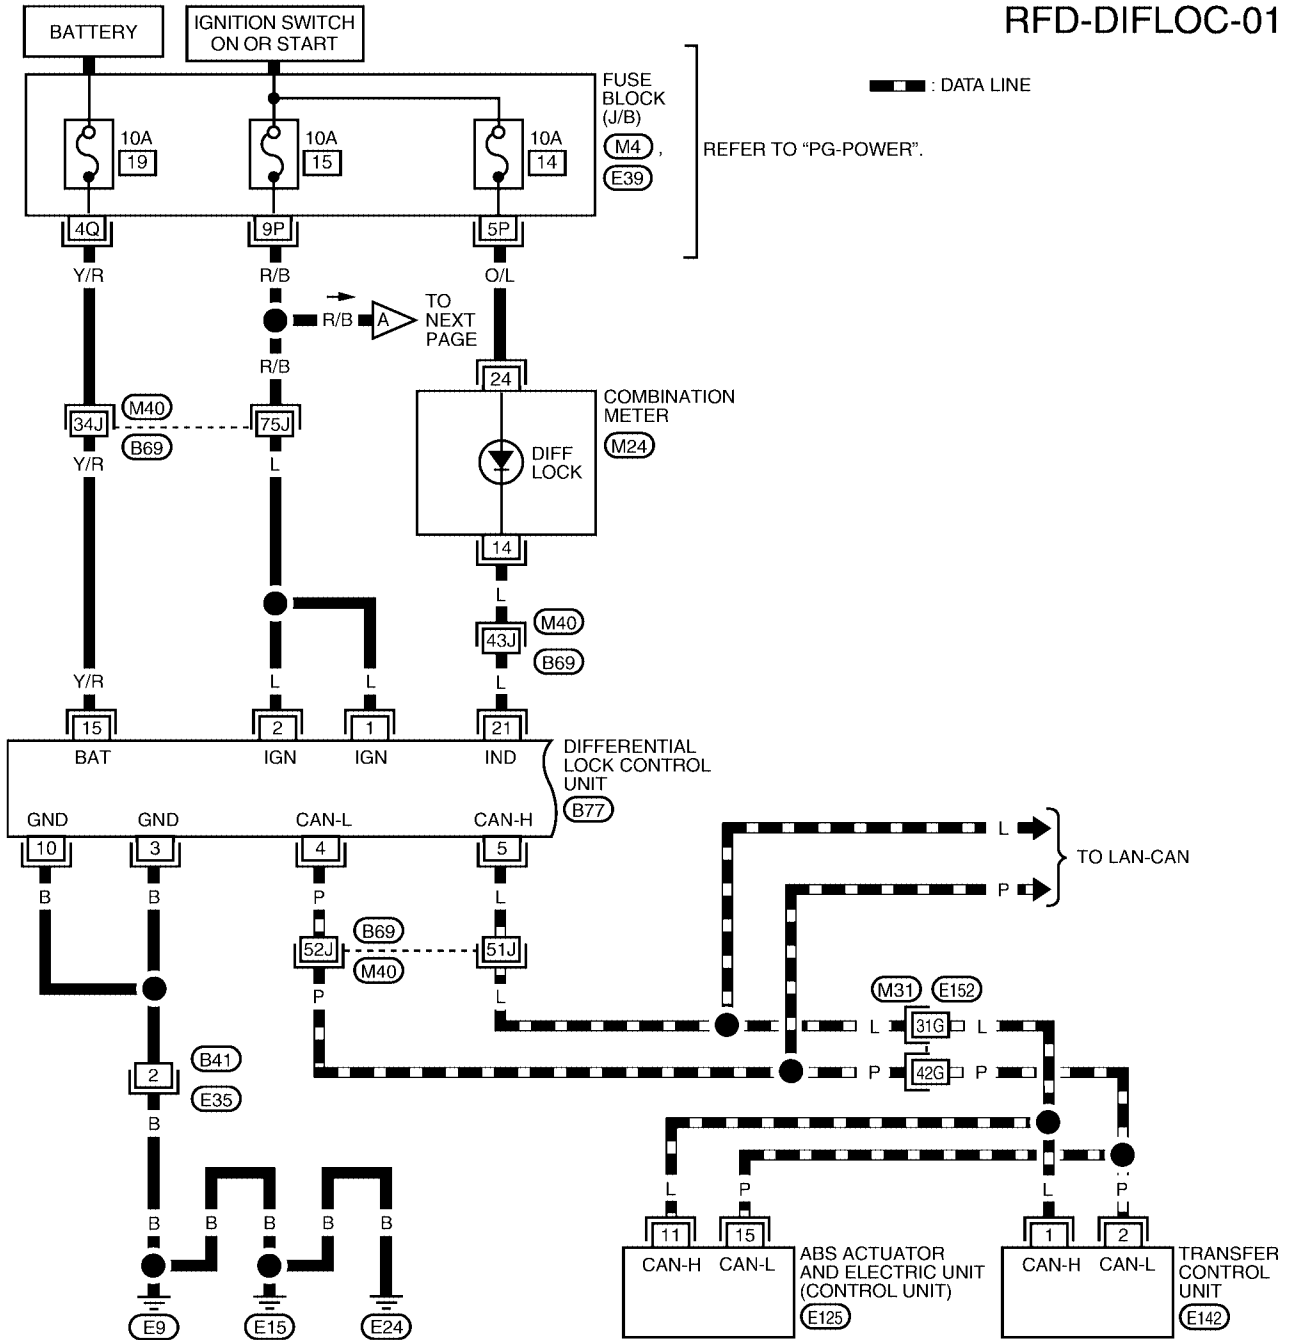 RFD-DIFLOC-01
BATTERY
IGNITION SWITCH
ON OR START
FUSE
BLOCK
(J/B)
M4 ,
E39
: DATA LINE
REFER TO “PG-POWER”.
10A
19
10A
15
10A
14
4Q
9P
5P
Y/R
R/B
O/L
R/B
A
TO
NEXT
PAGE
R/B
24
COMBINATION
METER
M24
34J
M40
B69
75J
DIFF
LOCK
Y/R
L
14
L
43J
M40
B69
Y/R
L
L
L
15
2
1
21
BAT
IGN
IGN
IND
DIFFERENTIAL
LOCK CONTROL
UNIT
B77
GND
GND
CAN-L
CAN-H
10
3
4
5
B
B
P
L
L
P
TO LAN-CAN
52J
B69
M40
51J
P
L
M31
E152
L
31G
L
P
42G
P
2
B41
E35
B
B
B
B
B
B
L
P
L
P
11
15
1
2
CAN-H
CAN-L
CAN-H
CAN-L
ABS ACTUATOR
AND ELECTRIC UNIT
(CONTROL UNIT)
E125
TRANSFER
CONTROL
UNIT
E142
E9
E15
E24